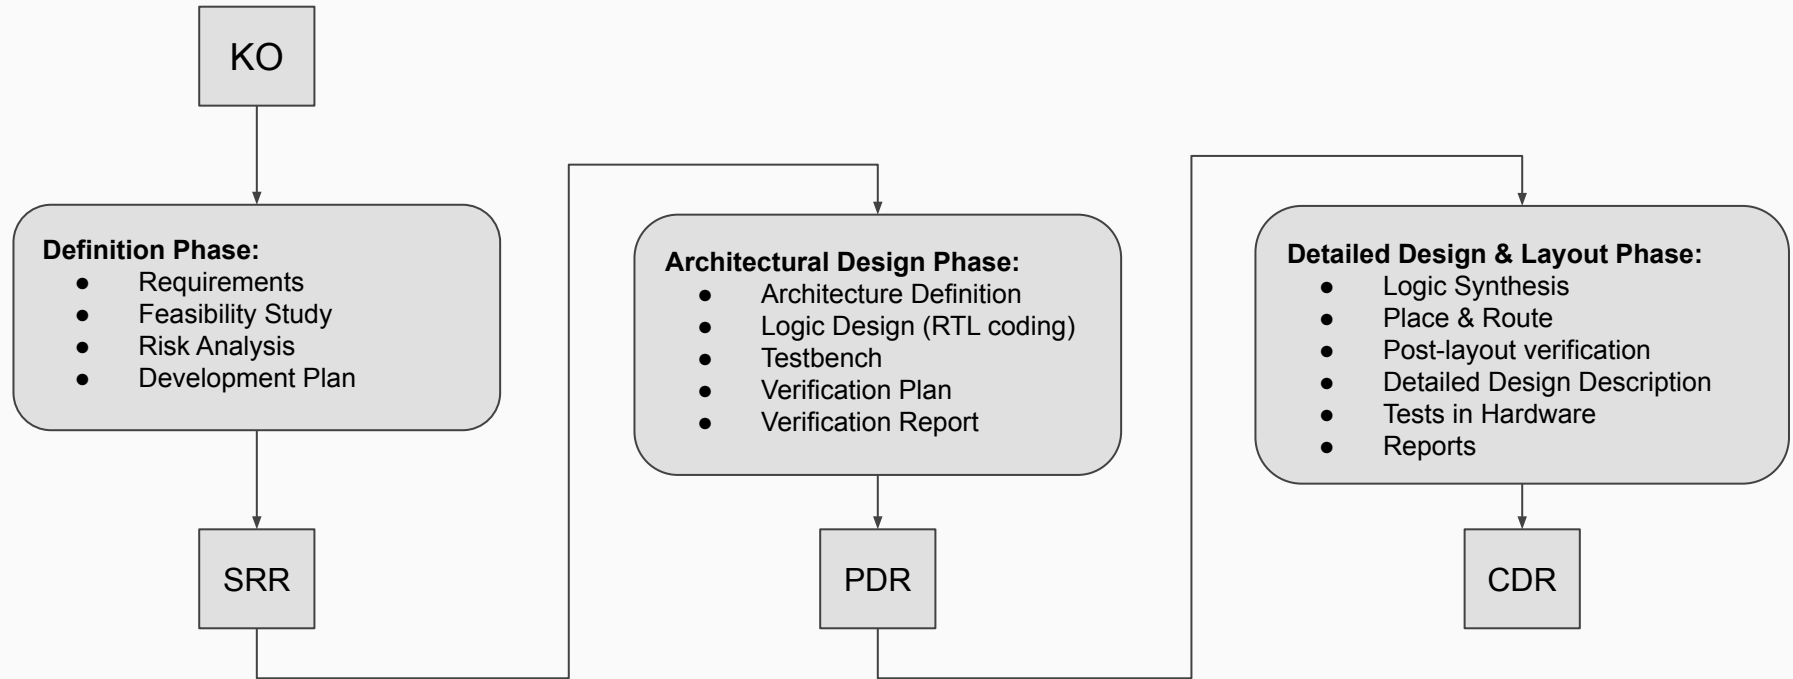 KO
Definition Phase:
● Requirements
● Feasibility Study
● Risk Analysis
● Development Plan
SRR
Architectural Design Phase:
● Architecture Definition
● Logic Design (RTL coding)
● Testbench
● Verification Plan
● Verification Report
PDR
Detailed Design & Layout Phase:
● Logic Synthesis
● Place & Route
● Post-layout verification
● Detailed Design Description
● Tests in Hardware
● Reports
CDR